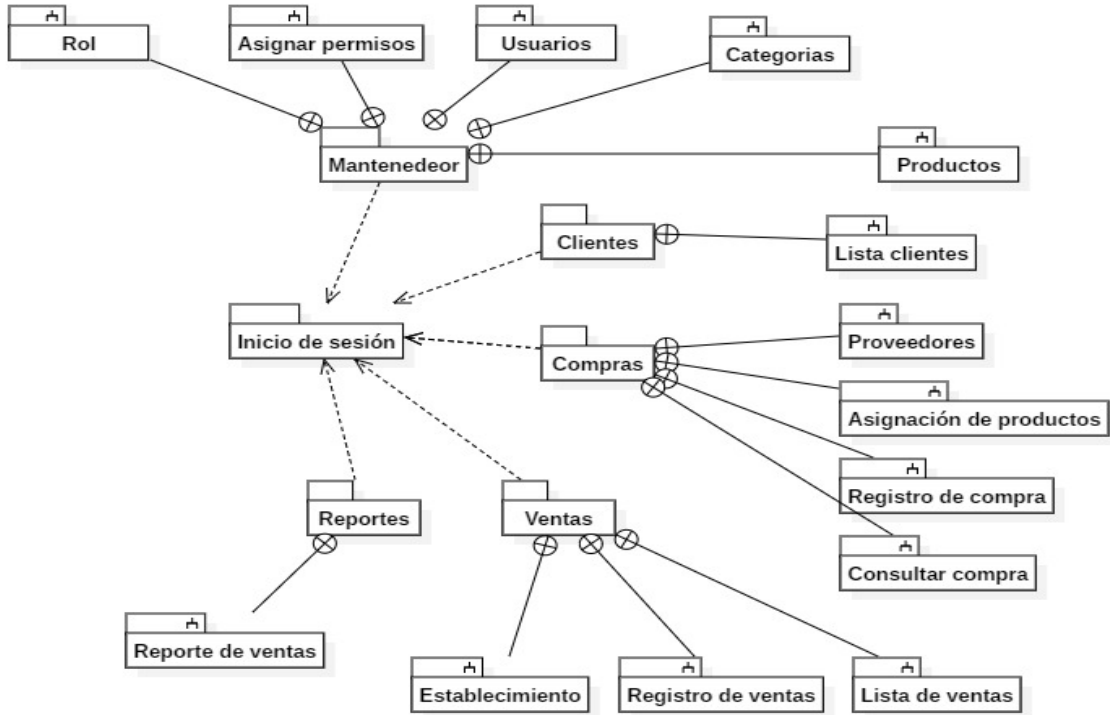 Rol
Asignar permisos
Usuarios
Categorias
Mantenedeor
Productos
Clientes
Lista clientes
Inicio de sesión
Compras
Proveedores
Asignación de productos
Registro de compra
Reportes
Ventas
Consultar compra
Reporte de ventas
Establecimiento
Registro de ventas
Lista de ventas